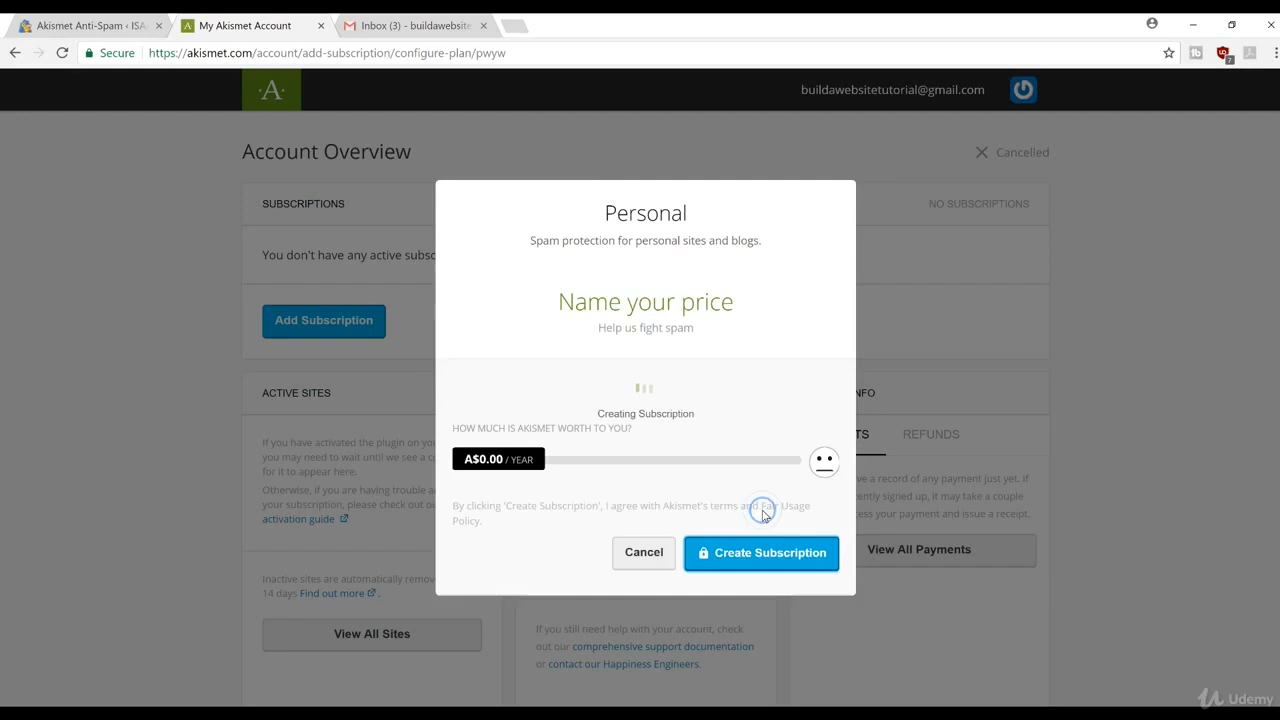 Akismet Anti-Spam ‹ ISA
My Akismet Account
Inbox (3) - buildawebsite
Secure
https://akismet.com/account/add-subscription/configure-plan/pwyw
7
A
buildawebsitetutorial@gmail.com
Account Overview
Cancelled
SUBSCRIPTIONS
NO SUBSCRIPTIONS
You don't have any active subsc
Add Subscription
Personal
Spam protection for personal sites and blogs.
Name your price
Help us fight spam
Creating Subscription
HOW MUCH IS AKISMET WORTH TO YOU?
A$0.00 / YEAR
By clicking 'Create Subscription', I agree with Akismet's terms and Fair Usage
Policy.
Cancel
Create Subscription
ACTIVE SITES
If you have activated the plugin on you
you may need to wait until we see a c
for it to appear here.
Otherwise, if you are having trouble a
your subscription, please check out ou
activation guide
Inactive sites are automatically remov
14 days Find out more .
View All Sites
If you still need help with your account, check
out our comprehensive support documentation
or contact our Happiness Engineers.
NFO
TS
REFUNDS
ve a record of any payment just yet. If
cently signed up, it may take a couple
cess your payment and issue a receipt.
View All Payments
Udemy